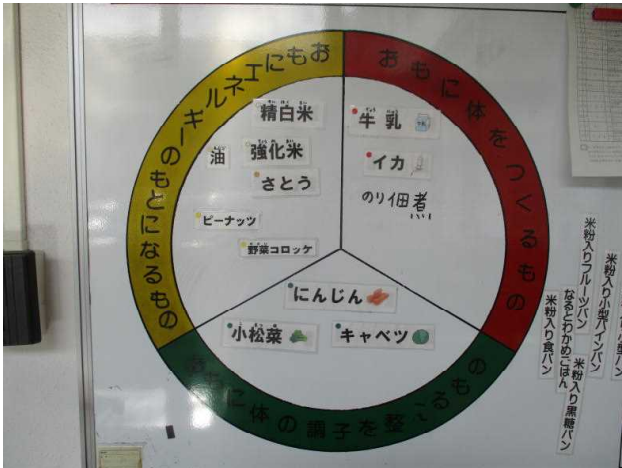 おもにエネルギーのもとになるもの
おもに体をつくるもの
おもに体の調子を整えるもの
精白米
強化米
油
さとう
ピーナッツ
野菜コロッケ
牛乳
イカ
のり佃煮
にんじん
小松菜
キャベツ
米粉入りフルーツパン
米粉入り小型パインパン
なるとわかめごはん
米粉入り食パン
米粉入り黒糖パン